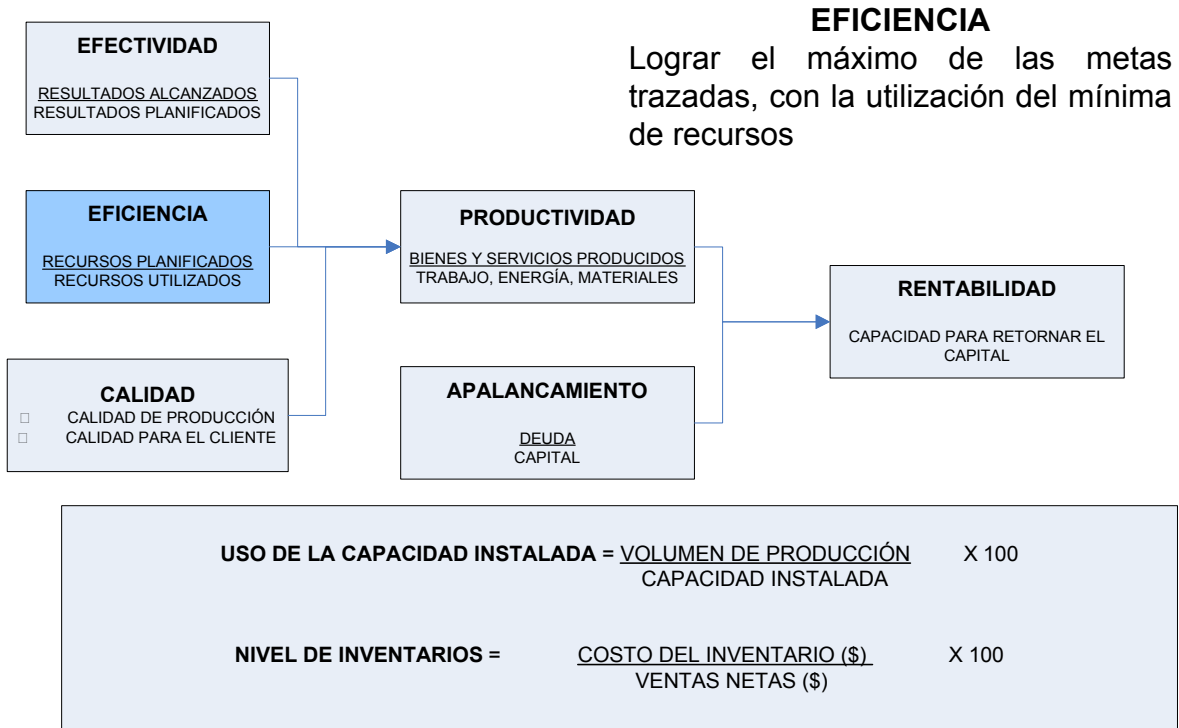 EFICIENCIA
Lograr el máximo de las metas
trazadas, con la utilización del mínima
de recursos
EFECTIVIDAD
RESULTADOS ALCANZADOS
RESULTADOS PLANIFICADOS
EFICIENCIA
RECURSOS PLANIFICADOS
RECURSOS UTILIZADOS
CALIDAD
CALIDAD DE PRODUCCIÓN
CALIDAD PARA EL CLIENTE
PRODUCTIVIDAD
BIENES Y SERVICIOS PRODUCIDOS
TRABAJO, ENERGÍA, MATERIALES
APALANCAMIENTO
DEUDA
CAPITAL
RENTABILIDAD
CAPACIDAD PARA RETORNAR EL
CAPITAL
USO DE LA CAPACIDAD INSTALADA = VOLUMEN DE PRODUCCIÓN X 100
CAPACIDAD INSTALADA
NIVEL DE INVENTARIOS = COSTO DEL INVENTARIO ($) X 100
VENTAS NETAS ($)